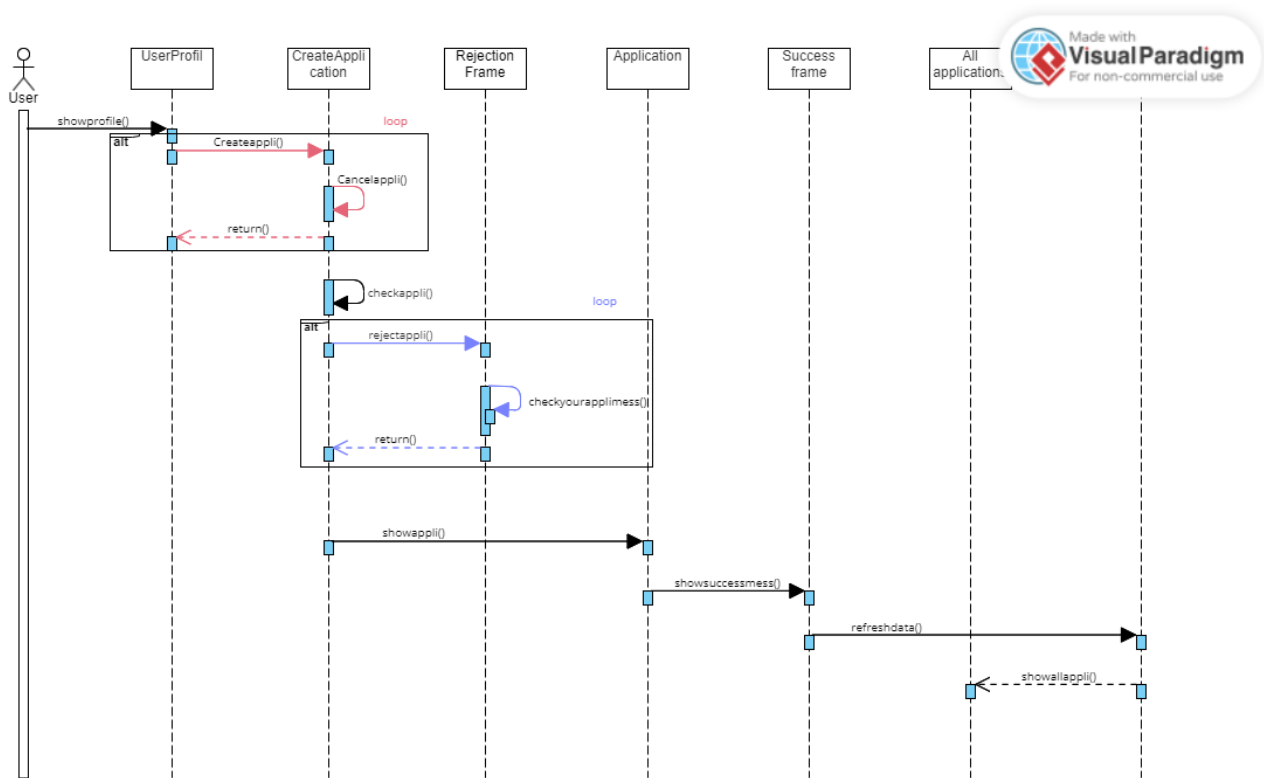 Made with
Visual Paradigm
For non-commercial use
User
UserProfil
CreateAppli
cation
Rejection
Frame
Application
Success
frame
All
applications
showprofile()
loop
alt
Createappli()
Cancelappli()
return()
checkappli()
loop
alt
rejectappli()
checkyourapplimess()
return()
showappli()
showsuccessmess()
refreshdata()
showallappli()